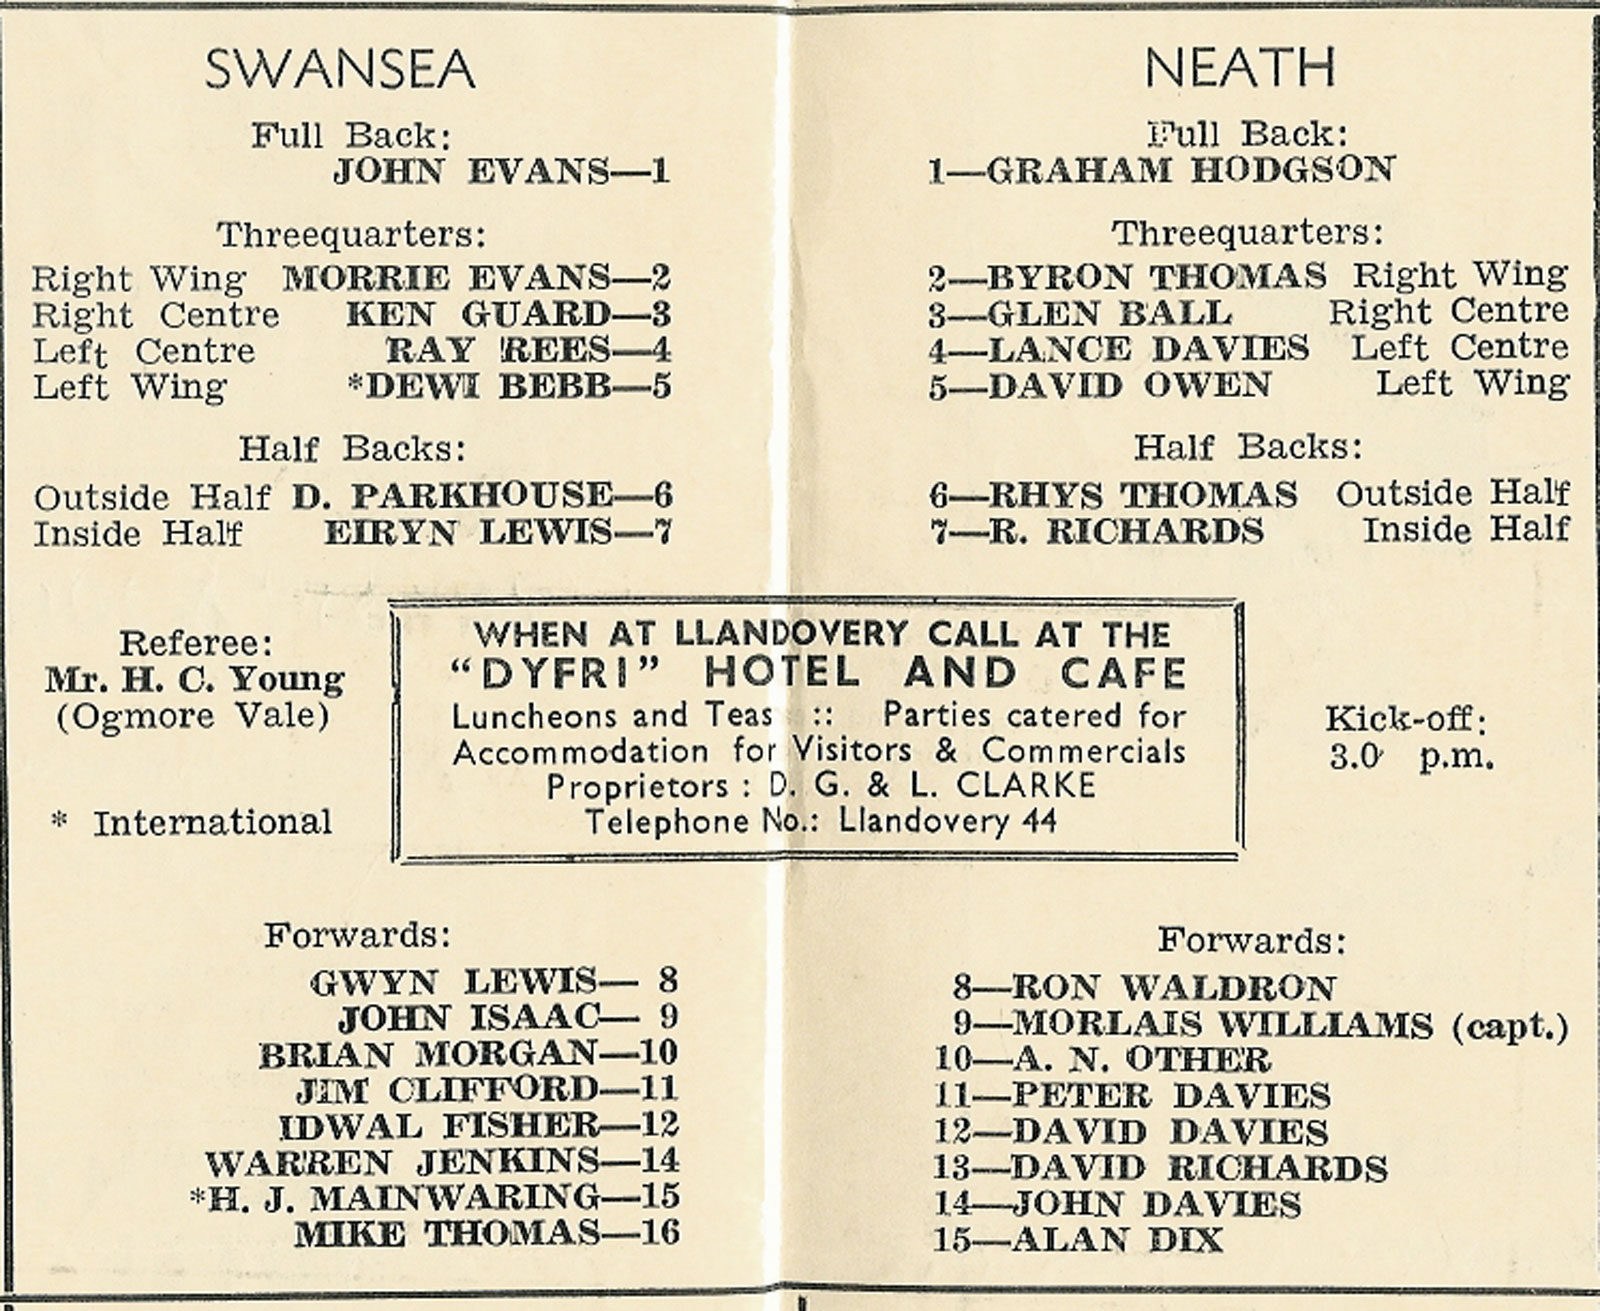 SWANSEA
Full Back:
JOHN EVANS—1
Threequarters:
Right Wing MORRIE EVANS—2
Right Centre KEN GUARD—3
Left Centre RAY REES—4
Left Wing *DEWI BEBB—5
Half Backs:
Outside Half D. PARKHOUSE—6
Inside Half EIRYN LEWIS—7
NEATH
Full Back:
1—GRAHAM HODGSON
Threequarters:
2—BYRON THOMAS Right Wing
3—GLEN BALL Right Centre
4—LANCE DAVIES Left Centre
5—DAVID OWEN Left Wing
Half Backs:
6—RHYS THOMAS Outside Half
7—R. RICHARDS Inside Half
Referee:
Mr. H. C. Young
(Ogmore Vale)
* International
WHEN AT LLANDOVERY CALL AT THE
“DYFRI” HOTEL AND CAFE
Luncheons and Teas :: Parties catered for
Accommodation for Visitors & Commercials
Proprietors : D. G. & L. CLARKE
Telephone No.: Llandovery 44
Kick-off:
3.0 p.m.
Forwards:
GWYN LEWIS— 8
JOHN ISAAC— 9
BRIAN MORGAN—10
JIM CLIFFORD—11
IDWAL FISHER—12
WARREN JENKINS—14
*H. J. MAINWARING—15
MIKE THOMAS—16
Forwards:
8—RON WALDRON
9—MORLAIS WILLIAMS (capt.)
10—A. N. OTHER
11—PETER DAVIES
12—DAVID DAVIES
13—DAVID RICHARDS
14—JOHN DAVIES
15—ALAN DIX